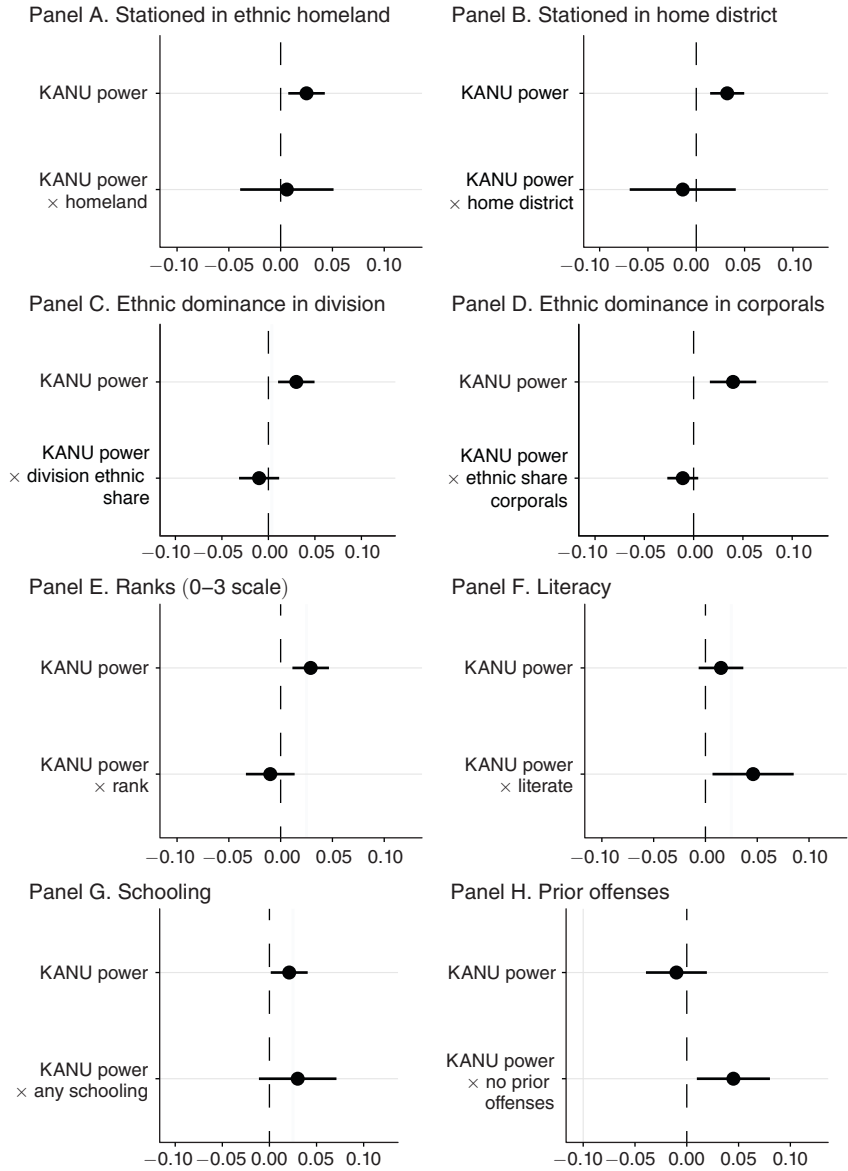 Panel A. Stationed in ethnic homeland
KANU power
KANU power
× homeland
−0.10 −0.05 0.00 0.05 0.10
Panel B. Stationed in home district
KANU power
KANU power
× home district
−0.10 −0.05 0.00 0.05 0.10
Panel C. Ethnic dominance in division
KANU power
KANU power
× division ethnic
share
−0.10 −0.05 0.00 0.05 0.10
Panel D. Ethnic dominance in corporals
KANU power
KANU power
× ethnic share
corporals
−0.10 −0.05 0.00 0.05 0.10
Panel E. Ranks (0–3 scale)
KANU power
KANU power
× rank
−0.10 −0.05 0.00 0.05 0.10
Panel F. Literacy
KANU power
KANU power
× literate
−0.10 −0.05 0.00 0.05 0.10
Panel G. Schooling
KANU power
KANU power
× any schooling
−0.10 −0.05 0.00 0.05 0.10
Panel H. Prior offenses
KANU power
KANU power
× no prior
offenses
−0.10 −0.05 0.00 0.05 0.10